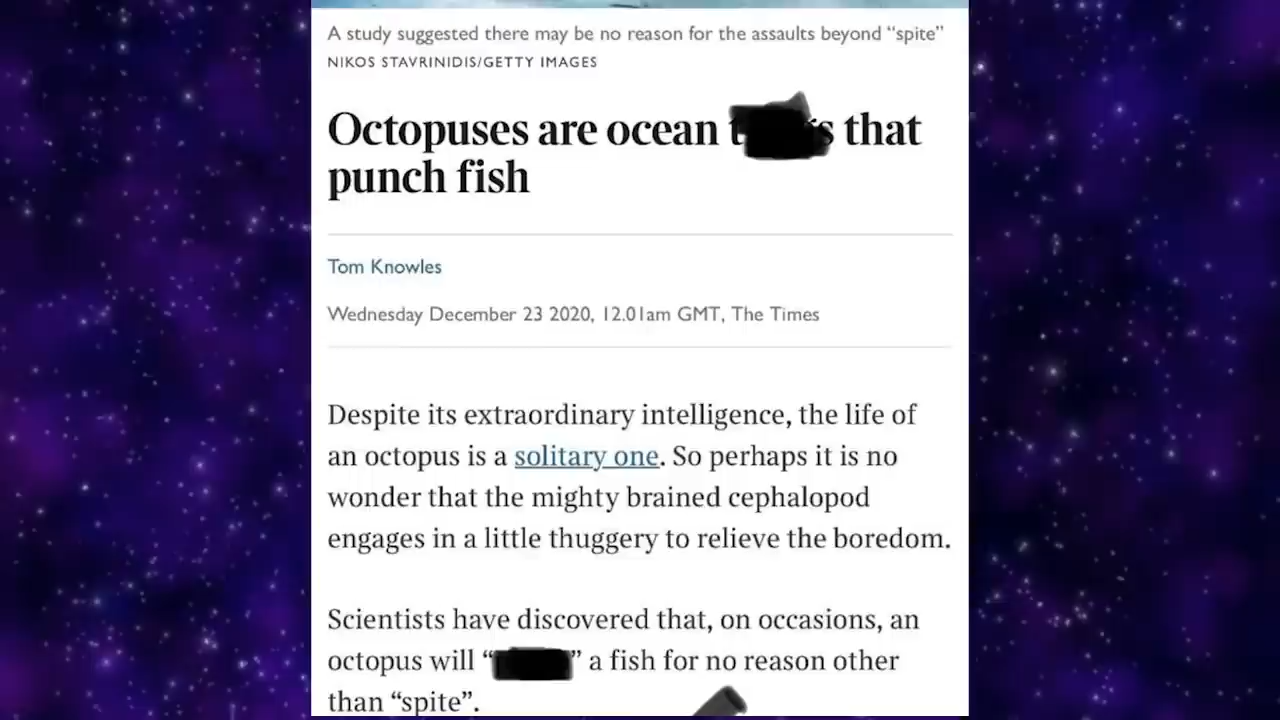 A study suggested there may be no reason for the assaults beyond “spite”
NIKOS STAVRINIDIS/GETTY IMAGES
Octopuses are ocean that
punch fish
Tom Knowles
Wednesday December 23 2020, 12.01am GMT, The Times
Despite its extraordinary intelligence, the life of
an octopus is a solitary one. So perhaps it is no
wonder that the mighty brained cephalopod
engages in a little thuggery to relieve the boredom.
Scientists have discovered that, on occasions, an
octopus will “ ” a fish for no reason other
than “spite”.